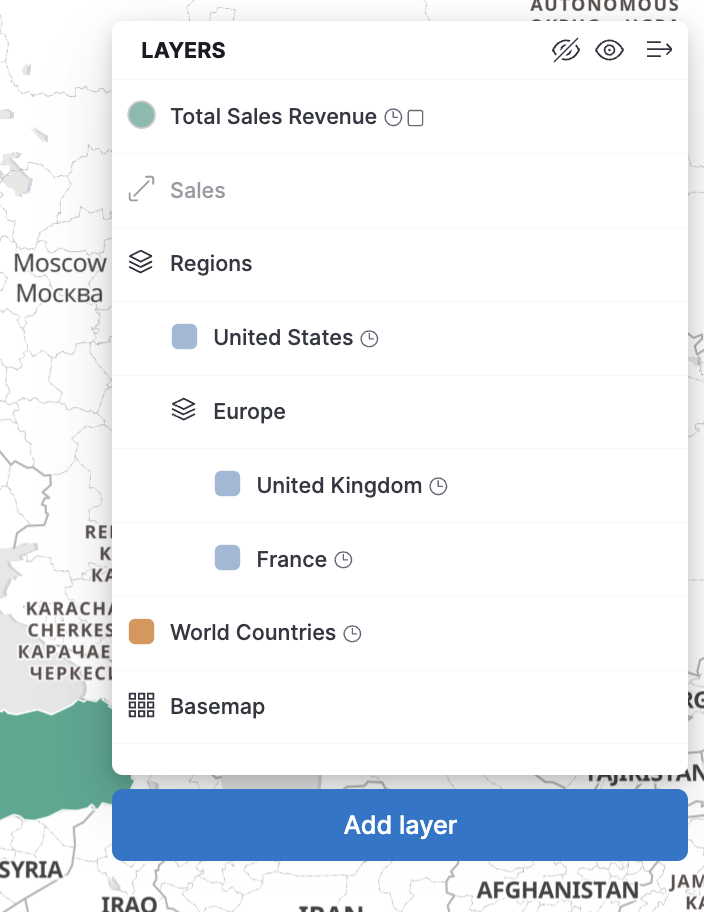 AUTONOMOUS
LAYERS
Total Sales Revenue
Sales
Moscow
Москва
Regions
United States
Europe
United Kingdom
France
KARACHA
CHERKES
КАРАЧАЕ
ЧЕРКЕС
World Countries
Basemap
TAJIKISTAN
Add layer
SYRIA
AFGHANISTAN
IRAQ
IRAN